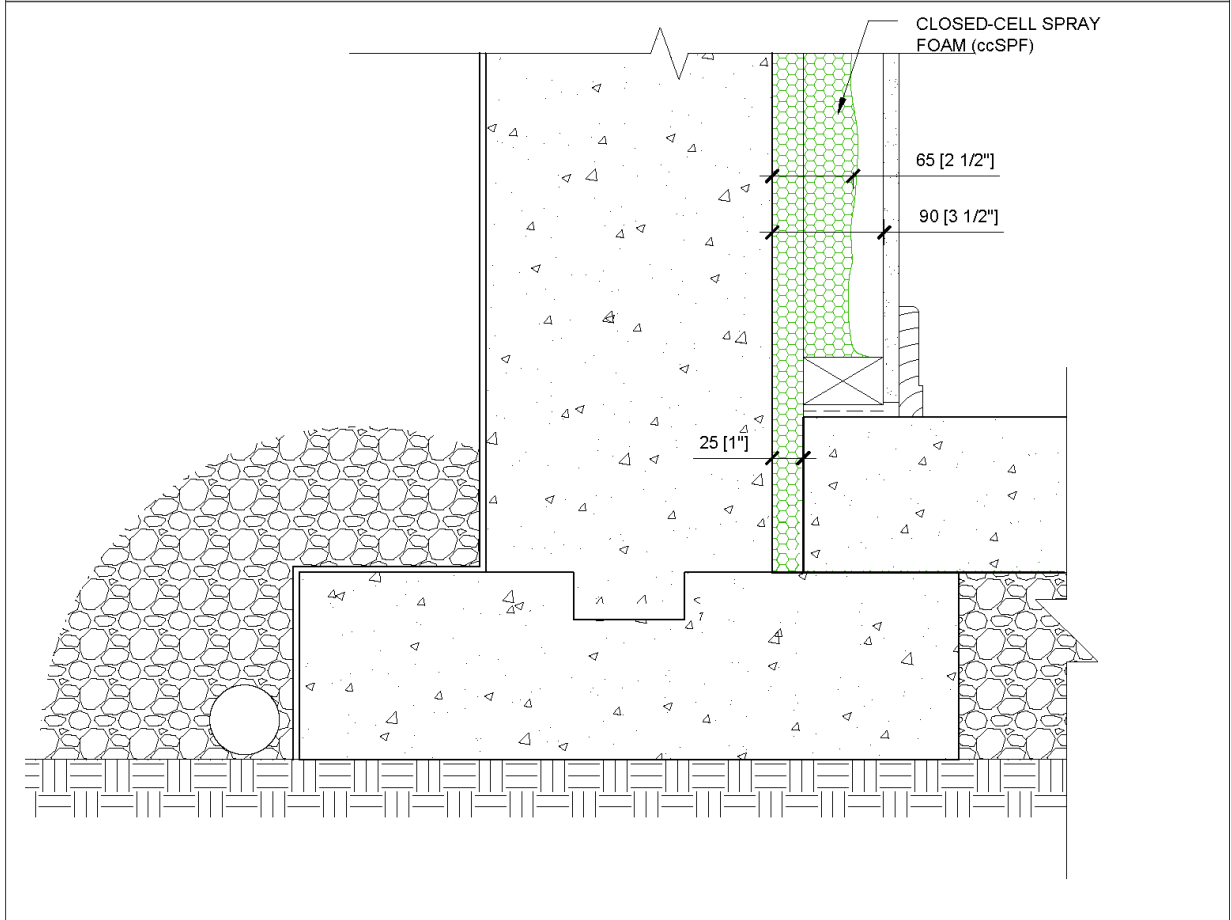 CLOSED-CELL SPRAY
FOAM (ccSPF)
65 [2 1/2"]
90 [3 1/2"]
25 [1"]